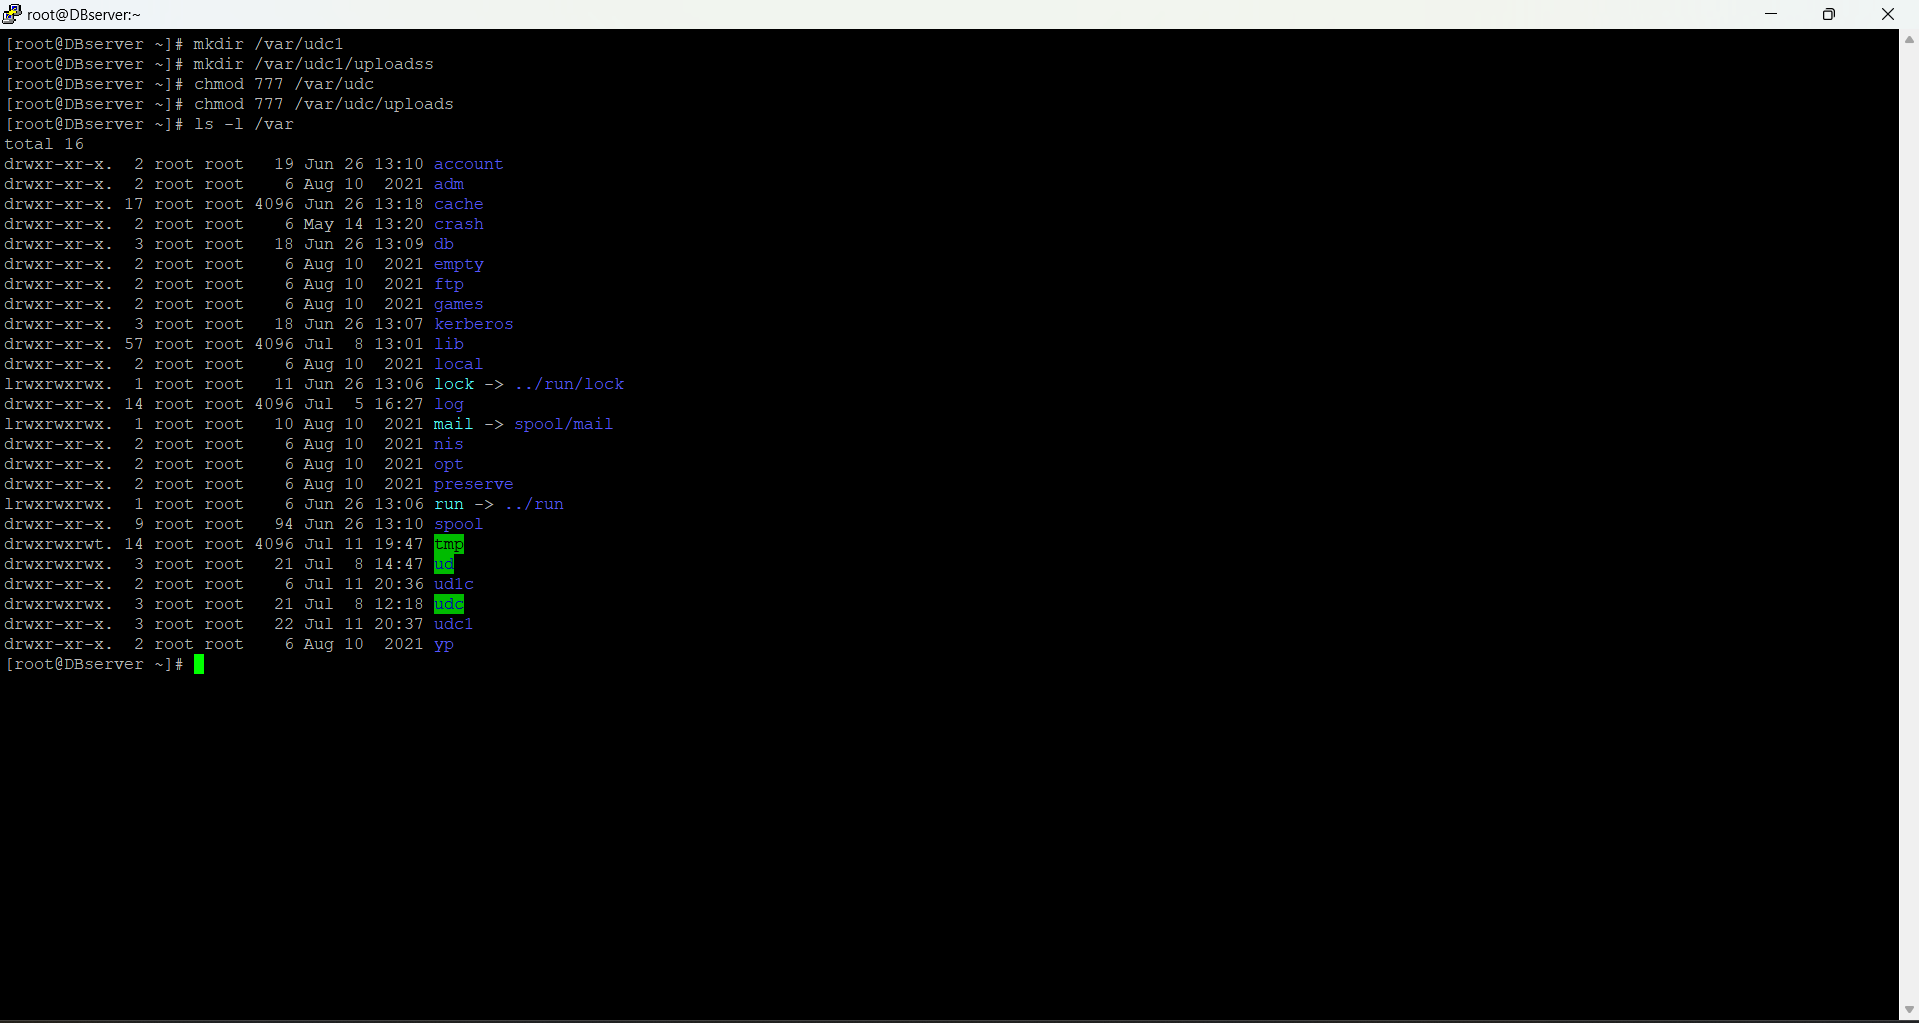 root@DBserver:~
[root@DBserver ~]# mkdir /var/udc1
[root@DBserver ~]# mkdir /var/udc1/uploadss
[root@DBserver ~]# chmod 777 /var/udc
[root@DBserver ~]# chmod 777 /var/udc/uploads
[root@DBserver ~]# ls -l /var
total 16
drwxr-xr-x.  2 root root   19 Jun 26 13:10 account
drwxr-xr-x.  2 root root    6 Aug 10  2021 adm
drwxr-xr-x. 17 root root 4096 Jun 26 13:18 cache
drwxr-xr-x.  2 root root    6 May 14 13:20 crash
drwxr-xr-x.  3 root root   18 Jun 26 13:09 db
drwxr-xr-x.  2 root root    6 Aug 10  2021 empty
drwxr-xr-x.  2 root root    6 Aug 10  2021 ftp
drwxr-xr-x.  2 root root    6 Aug 10  2021 games
drwxr-xr-x.  3 root root   18 Jun 26 13:07 kerberos
drwxr-xr-x. 57 root root 4096 Jul  8 13:01 lib
drwxr-xr-x.  2 root root    6 Aug 10  2021 local
lrwxrwxrwx.  1 root root   11 Jun 26 13:06 lock -> ../run/lock
drwxr-xr-x. 14 root root 4096 Jul  5 16:27 log
lrwxrwxrwx.  1 root root   10 Aug 10  2021 mail -> spool/mail
drwxr-xr-x.  2 root root    6 Aug 10  2021 nis
drwxr-xr-x.  2 root root    6 Aug 10  2021 opt
drwxr-xr-x.  2 root root    6 Aug 10  2021 preserve
lrwxrwxrwx.  1 root root    6 Jun 26 13:06 run -> ../run
drwxr-xr-x.  9 root root   94 Jun 26 13:10 spool
drwxrwxrwt. 14 root root 4096 Jul 11 19:47 tmp
drwxrwxrwx.  3 root root   21 Jul  8 14:47 ud
drwxr-xr-x.  2 root root    6 Jul 11 20:36 ud1c
drwxrwxrwx.  3 root root   21 Jul  8 12:18 udc
drwxr-xr-x.  3 root root   22 Jul 11 20:37 udc1
drwxr-xr-x.  2 root root    6 Aug 10  2021 yp
[root@DBserver ~]#